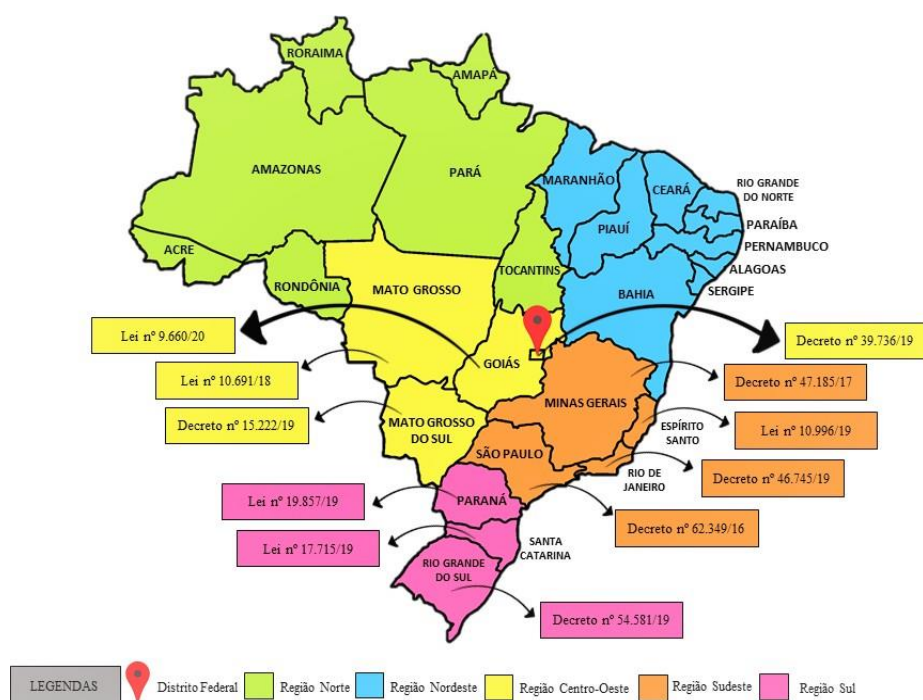 RORAIMA
AMAPÁ
AMAZONAS
PARÁ
MARANHÃO
CEARÁ
RIO GRANDE
DO NORTE
PARAÍBA
PIAUÍ
PERNAMBUCO
ACRE
TOCANTINS
ALAGOAS
RONDÔNIA
MATO GROSSO
BAHIA
SERGIPE
Lei nº 9.660/20
Decreto nº 39.736/19
GOIÁS
Lei nº 10.691/18
Decreto nº 47.185/17
MINAS GERAIS
Decreto nº 15.222/19
MATO GROSSO
DO SUL
ESPÍRITO
SANTO
Lei nº 10.996/19
SÃO PAULO
RIO DE
JANEIRO
Decreto nº 46.745/19
Lei nº 19.857/19
PARANÁ
Decreto nº 62.349/16
Lei nº 17.715/19
SANTA
CATARINA
RIO GRANDE
DO SUL
Decreto nº 54.581/19
LEGENDAS
Distrito Federal
Região Norte
Região Nordeste
Região Centro-Oeste
Região Sudeste
Região Sul